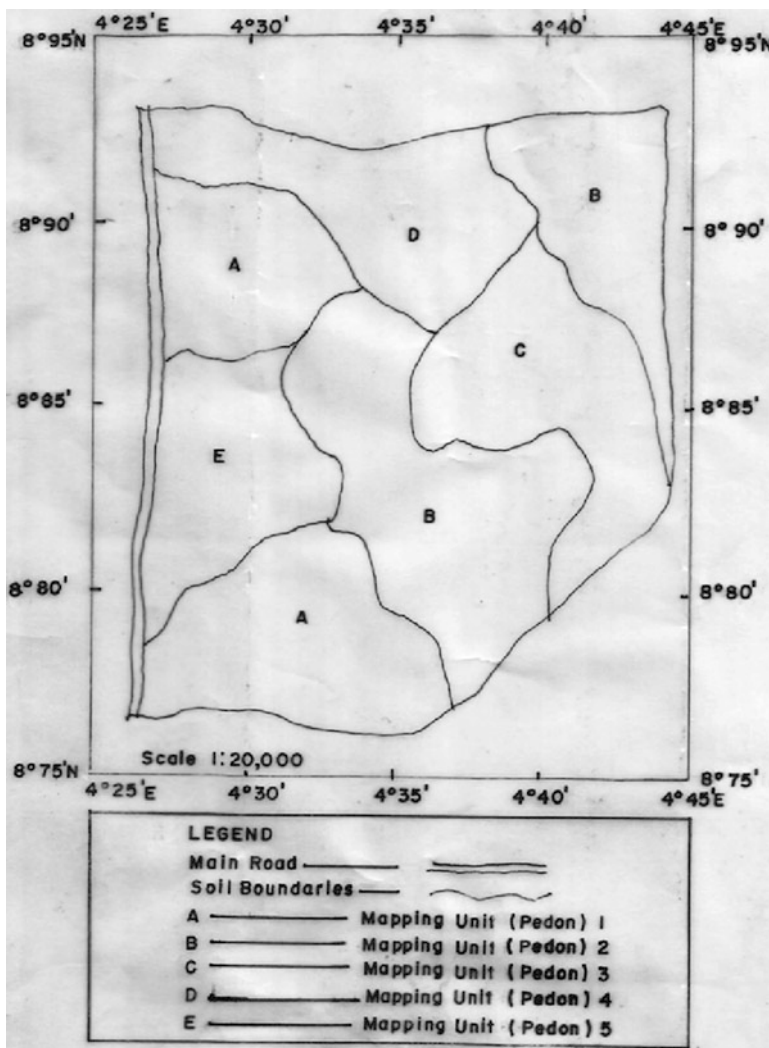 4°25'E 4°30' 4°35' 4°40' 4°45'E
8°95'N 8°95'N
B
D
8°90' 8°90'
A
C
8°85' 8°85'
E
B
8°80' 8°80'
A
Scale 1:20,000
8°75'N 8°75'N
4°25'E 4°30' 4°35' 4°40' 4°45'E
LEGEND
Main Road
Soil Boundaries
A Mapping Unit (Pedon) 1
B Mapping Unit (Pedon) 2
C Mapping Unit (Pedon) 3
D Mapping Unit (Pedon) 4
E Mapping Unit (Pedon) 5